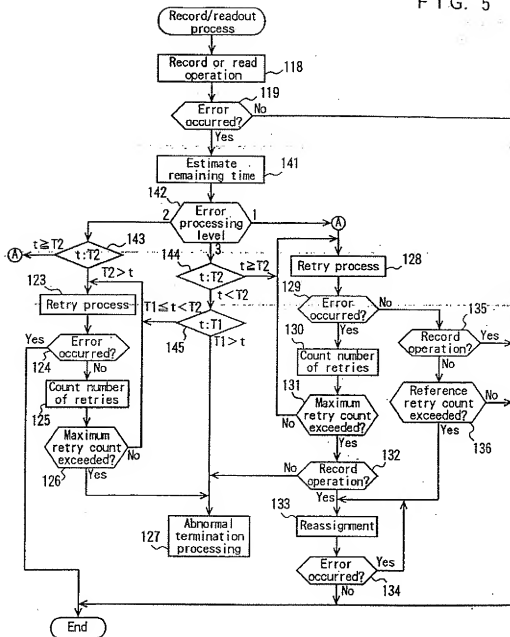 FIG. 5
Record/readout
process
Record or read
operation
118
119
Error
occurred?
No
Yes
Estimate
remaining time
141
142
Error
processing
level
2
1
3
A
t≧T2
t:T2
143
T2>t
144
t:T2
t≧T2
t<T2
A
Retry process
128
123
Retry process
T1≦t<T2
t:T1
145
T1>t
129
Error
occurred?
No
Yes
135
Record
operation?
Yes
No
Yes
Error
occurred?
124
No
130
Count number
of retries
125
Count number
of retries
131
Maximum
retry count
exceeded?
No
Yes
Reference
retry count
exceeded?
No
Yes
136
Maximum
retry count
exceeded?
126
No
Yes
No
Record
operation?
132
Yes
133
Reassignment
127
Abnormal
termination
processing
Error
occurred?
Yes
134
No
End